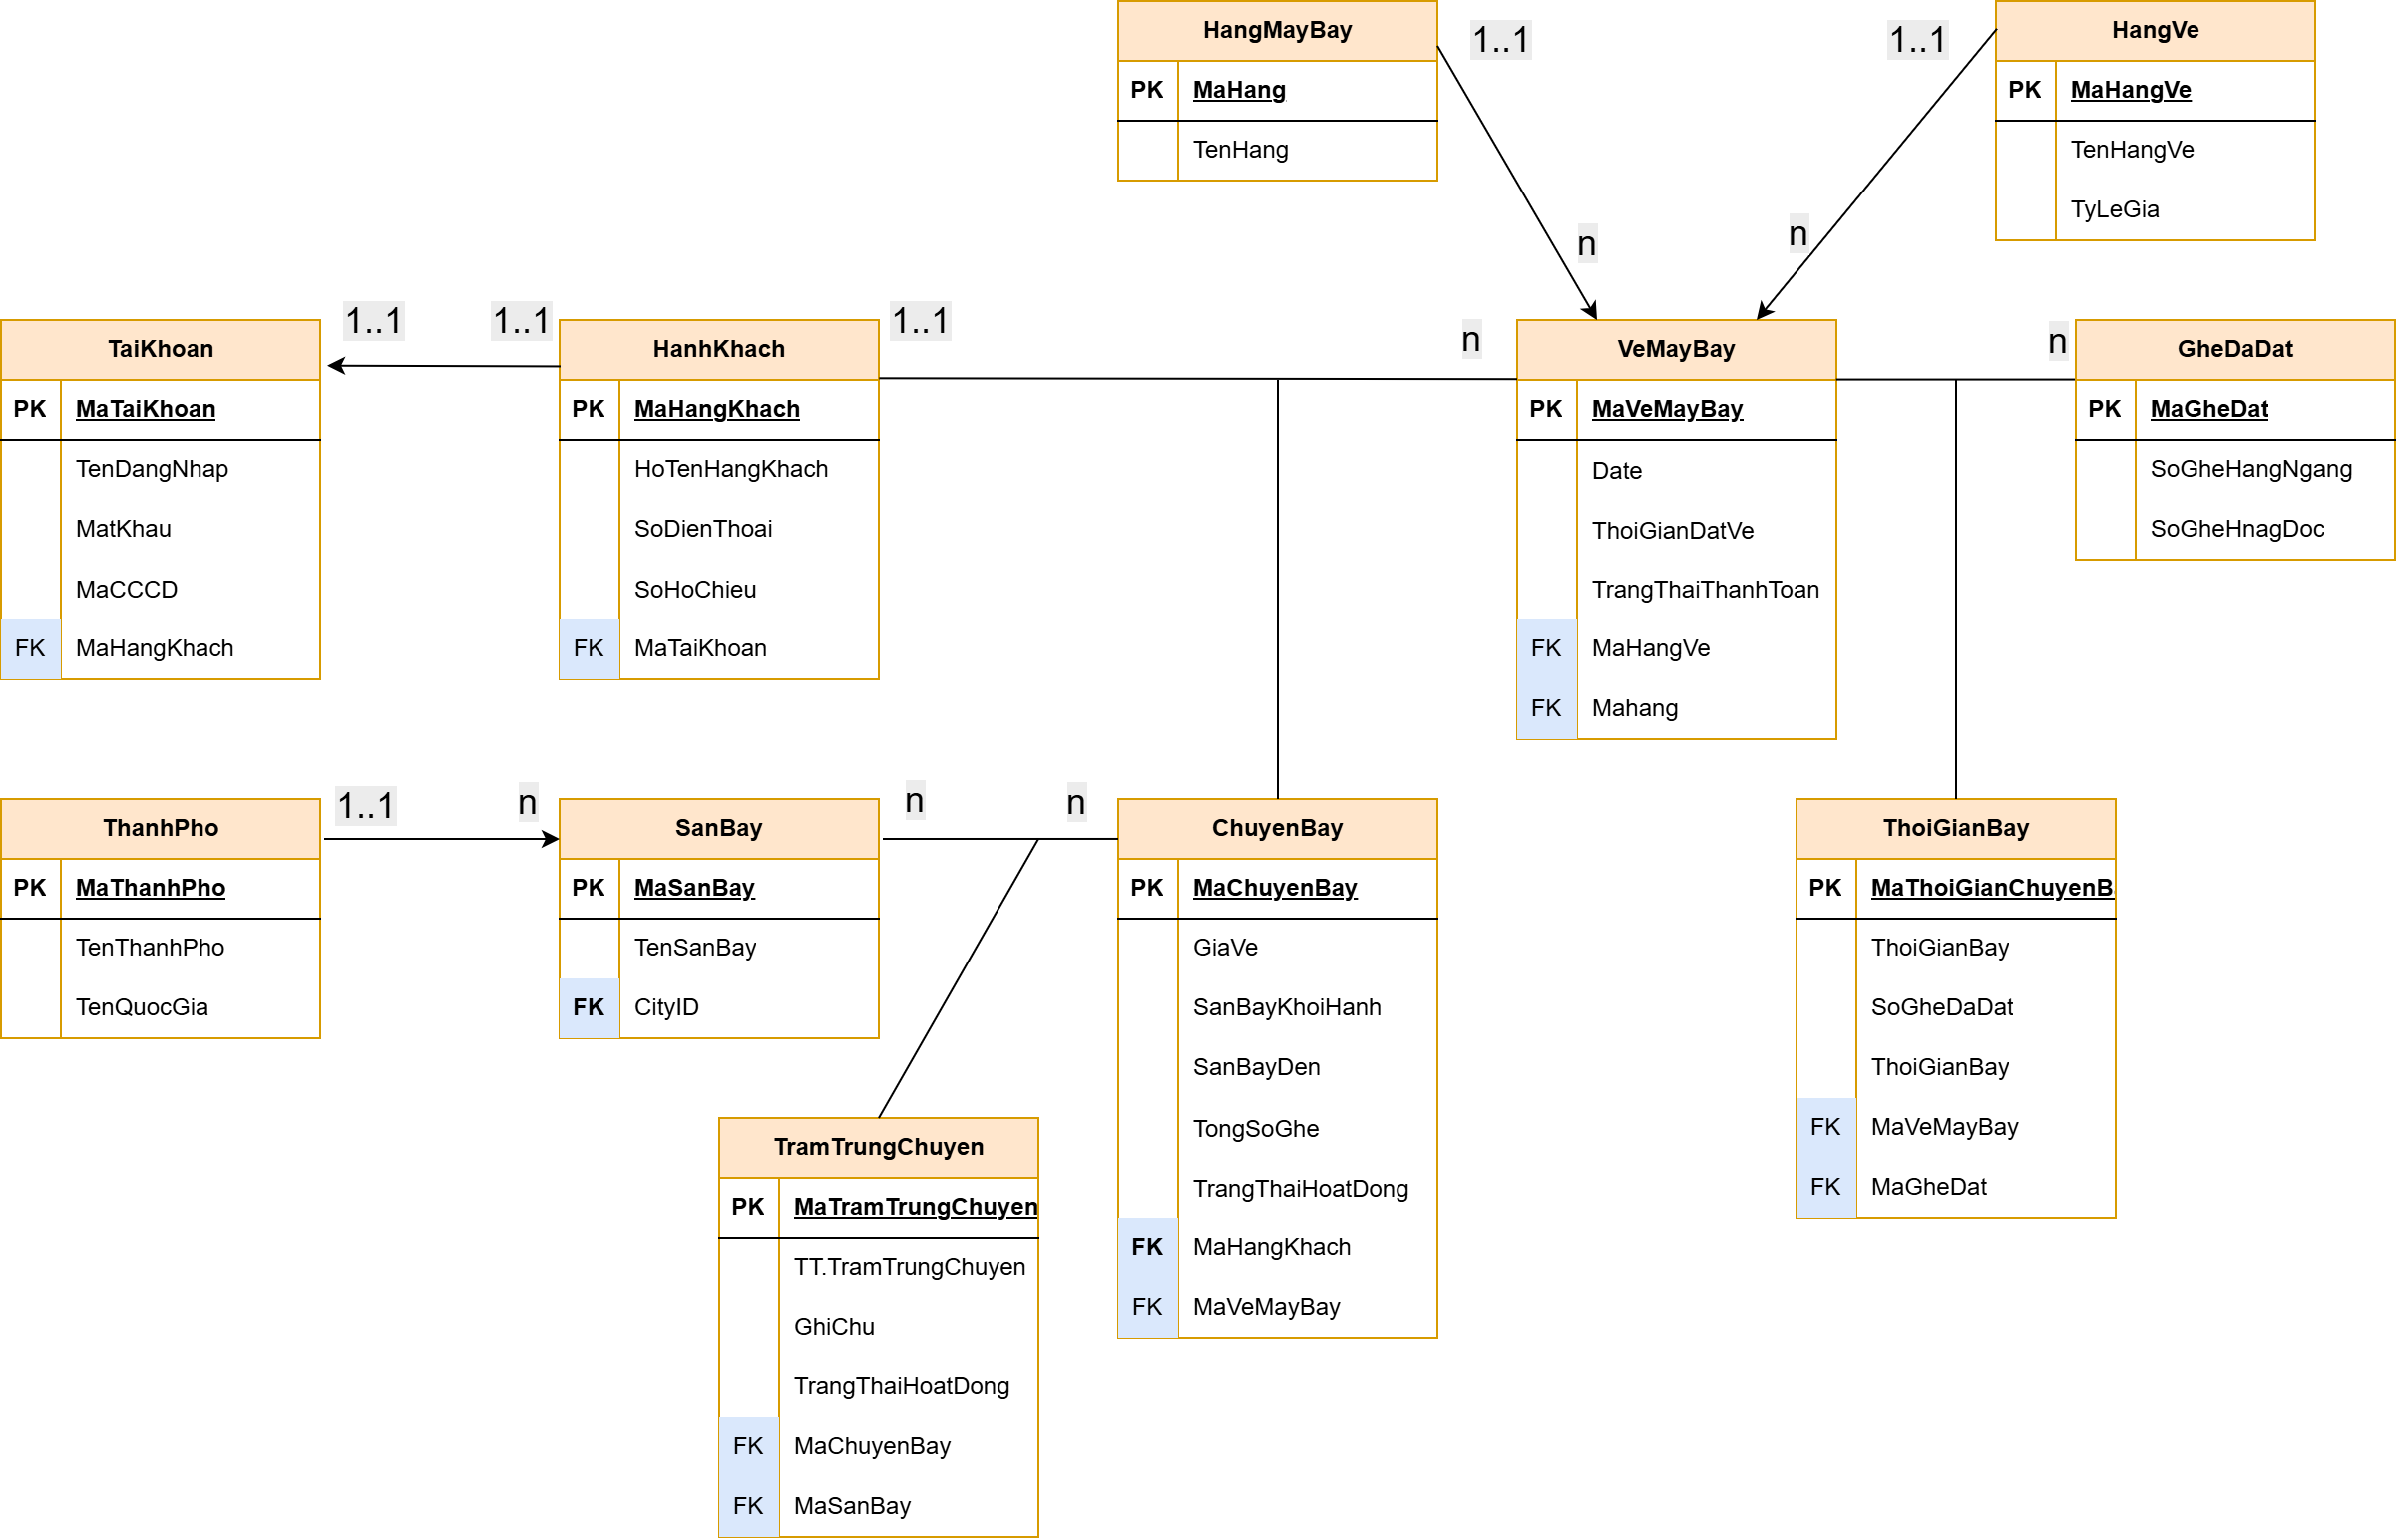 HangMayBay
PK MaHang
TenHang
1..1
n
HangVe
PK MaHangVe
TenHangVe
TyLeGia
1..1
n
TaiKhoan
PK MaTaiKhoan
TenDangNhap
MatKhau
MaCCCD
FK MaHangKhach
1..1
1..1
HanhKhach
PK MaHangKhach
HoTenHangKhach
SoDienThoai
SoHoChieu
FK MaTaiKhoan
1..1
n
VeMayBay
PK MaVeMayBay
Date
ThoiGianDatVe
TrangThaiThanhToan
FK MaHangVe
FK Mahang
n
GheDaDat
PK MaGheDat
SoGheHangNgang
SoGheHnagDoc
ThanhPho
PK MaThanhPho
TenThanhPho
TenQuocGia
1..1
n
SanBay
PK MaSanBay
TenSanBay
FK CityID
n
n
ChuyenBay
PK MaChuyenBay
GiaVe
SanBayKhoiHanh
SanBayDen
TongSoGhe
TrangThaiHoatDong
FK MaHangKhach
FK MaVeMayBay
ThoiGianBay
PK MaThoiGianChuyenB
ThoiGianBay
SoGheDaDat
ThoiGianBay
FK MaVeMayBay
FK MaGheDat
TramTrungChuyen
PK MaTramTrungChuyen
TT.TramTrungChuyen
GhiChu
TrangThaiHoatDong
FK MaChuyenBay
FK MaSanBay